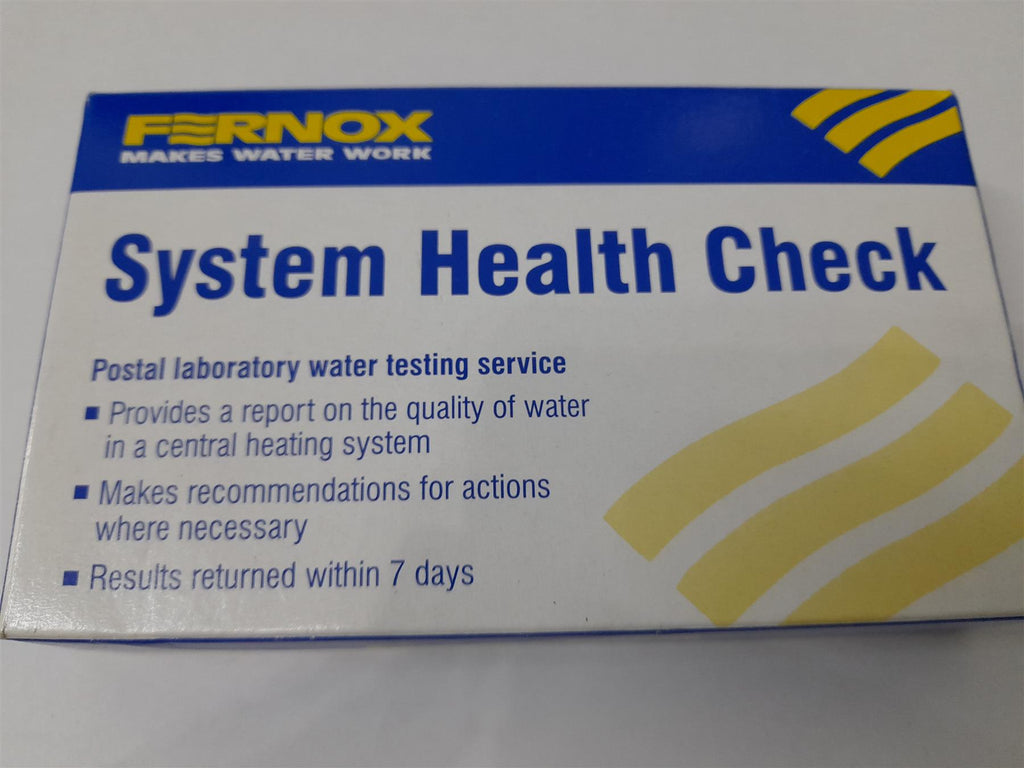 FERNOX
MAKES WATER WORK
System Health Check
Postal laboratory water testing service
▪ Provides a report on the quality of water
in a central heating system
▪ Makes recommendations for actions
where necessary
▪ Results returned within 7 days